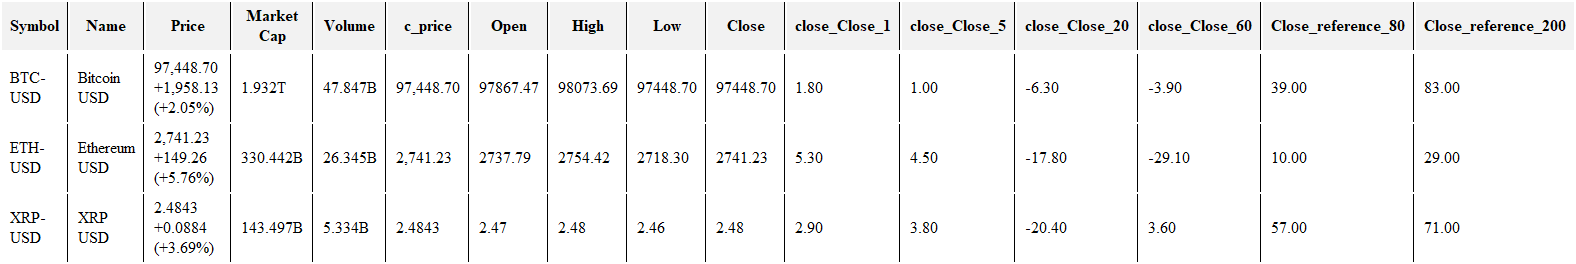 Symbol Name Price Market Cap Volume c_price Open High Low Close close_Close_1 close_Close_5 close_Close_20 close_Close_60 Close_reference_80 Close_reference_200
BTC-USD Bitcoin USD 97,448.70 +1,958.13 (+2.05%) 1.932T 47.847B 97,448.70 97867.47 98073.69 97448.70 97448.70 1.80 1.00 -6.30 -3.90 39.00 83.00
ETH-USD Ethereum USD 2,741.23 +149.26 (+5.76%) 330.442B 26.345B 2,741.23 2737.79 2754.42 2718.30 2741.23 5.30 4.50 -17.80 -29.10 10.00 29.00
XRP-USD XRP USD 2.4843 +0.0884 (+3.69%) 143.497B 5.334B 2.4843 2.47 2.48 2.46 2.48 2.90 3.80 -20.40 3.60 57.00 71.00